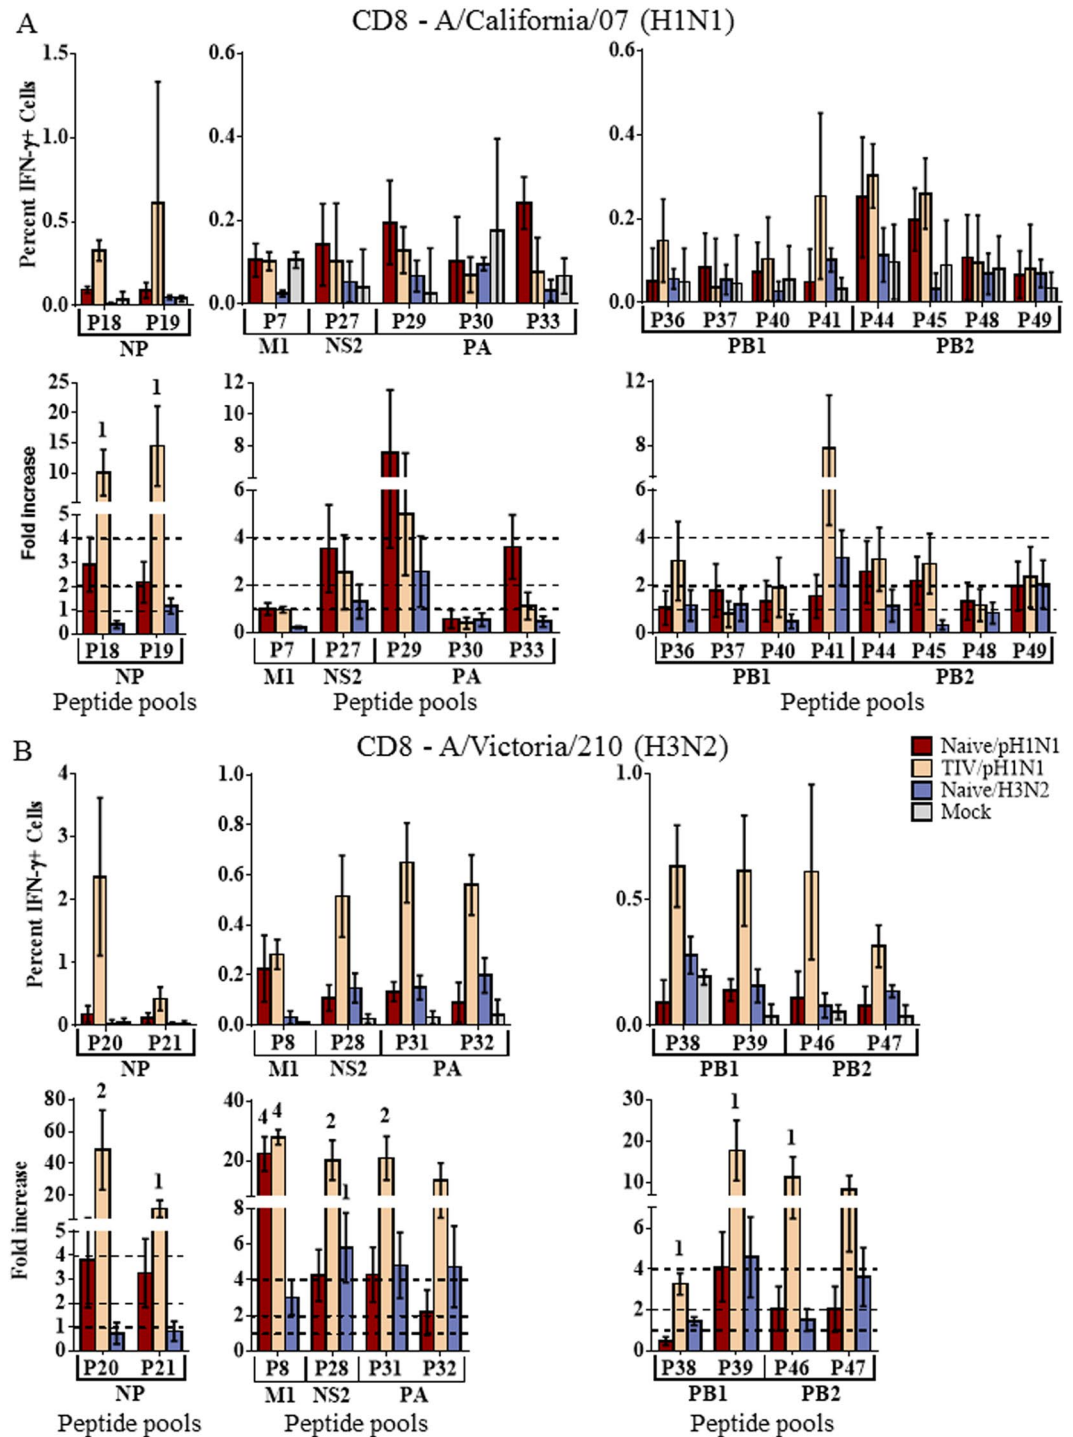 A
CD8 - A/California/07 (H1N1)
Percent IFN-γ+ Cells
1.5
1.0
0.5
0.0
P18 P19
NP
0.6
0.4
0.2
0.0
P7 P27 P29 P30 P33
M1 NS2 PA
0.6
0.4
0.2
0.0
P36 P37 P40 P41 P44 P45 P48 P49
PB1 PB2
Fold increase
25
20
15
10
5
4
3
2
1
0
1 1
P18 P19
NP
Peptide pools
12
10
8
6
4
2
0
P7 P27 P29 P30 P33
M1 NS2 PA
Peptide pools
12
8
6
4
2
0
P36 P37 P40 P41 P44 P45 P48 P49
PB1 PB2
Peptide pools
B
CD8 - A/Victoria/210 (H3N2)
Naive/pH1N1
TIV/pH1N1
Naive/H3N2
Mock
Percent IFN-γ+ Cells
4
3
2
1
0
P20 P21
NP
1.0
0.8
0.6
0.4
0.2
0.0
P8 P28 P31 P32
M1 NS2 PA
1.0
0.5
0.0
P38 P39 P46 P47
PB1 PB2
Fold increase
80
60
40
20
5
4
3
2
1
0
2 1
P20 P21
NP
Peptide pools
40
20
8
6
4
2
0
4 4 2 1 2
P8 P28 P31 P32
M1 NS2 PA
Peptide pools
30
20
10
6
4
2
0
1 1 1
P38 P39 P46 P47
PB1 PB2
Peptide pools